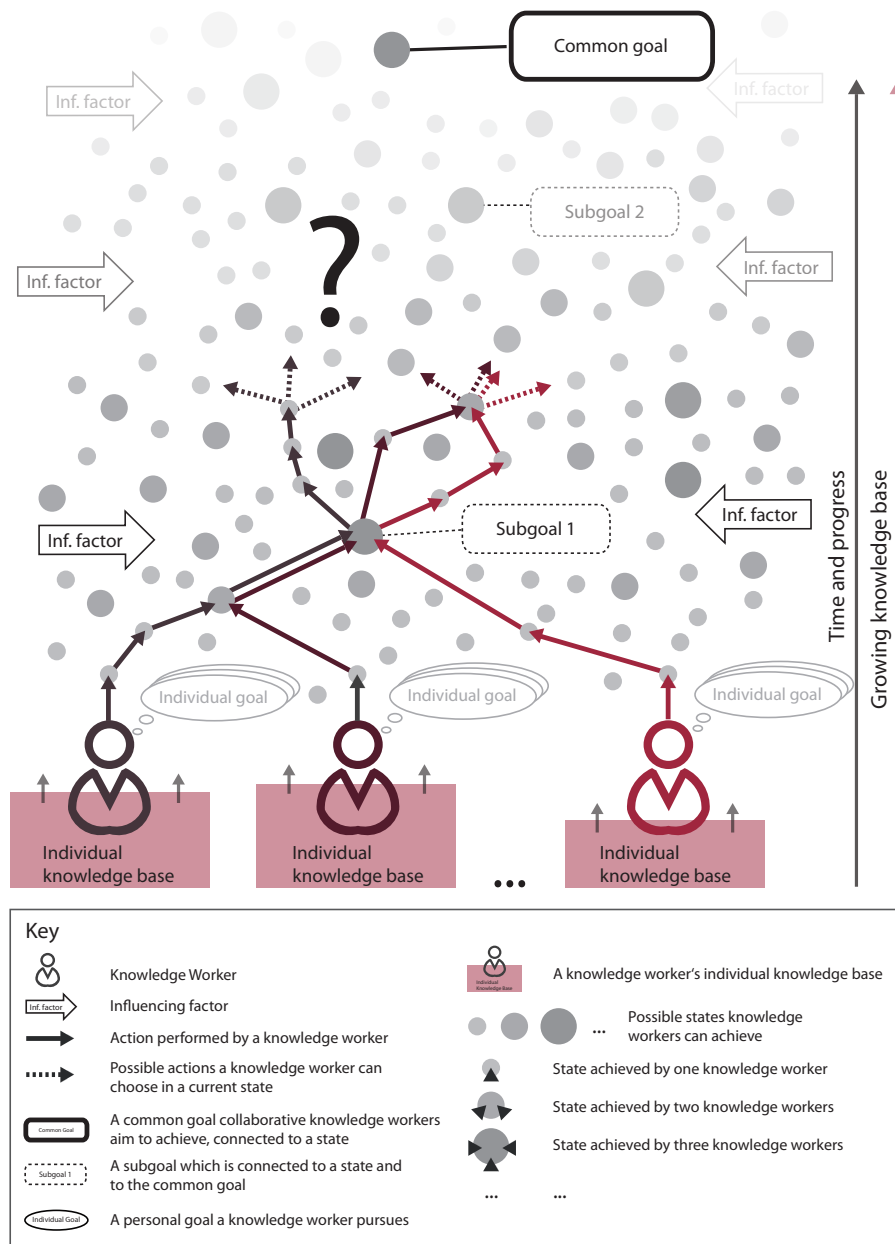 Common goal
Inf. factor
Inf. factor
Subgoal 2
?
Inf. factor
Inf. factor
Subgoal 1
Inf. factor
Inf. factor
Time and progress
Growing knowledge base
Individual goal
Individual goal
Individual goal
Individual
knowledge base
Individual
knowledge base
...
Individual
knowledge base
Key
Knowledge Worker
Inf. factor
Influencing factor
Action performed by a knowledge worker
Possible actions a knowledge worker can
choose in a current state
Common Goal
A common goal collaborative knowledge workers
aim to achieve, connected to a state
Subgoal 1
A subgoal which is connected to a state and
to the common goal
Individual Goal
A personal goal a knowledge worker pursues
Individual
Knowledge Base
A knowledge worker's individual knowledge base
...
Possible states knowledge
workers can achieve
State achieved by one knowledge worker
State achieved by two knowledge workers
State achieved by three knowledge workers
... ...